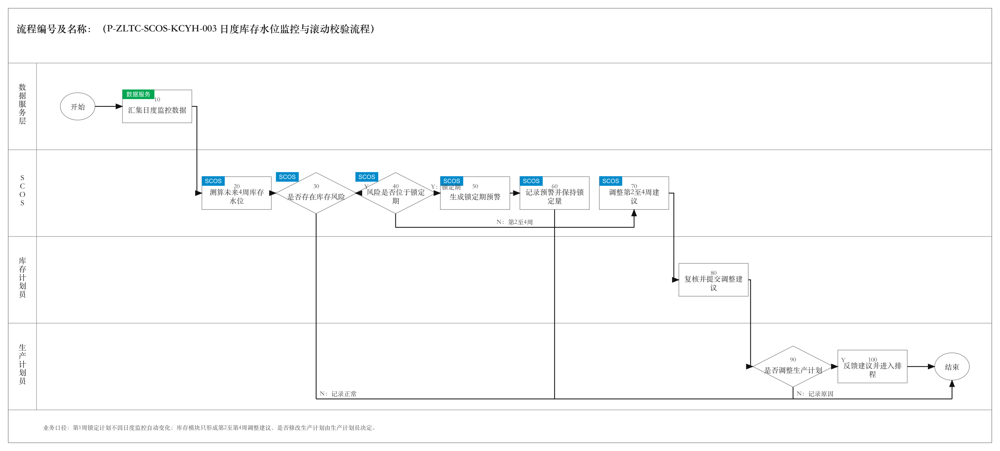 流程编号及名称：（P-ZLTC-SCOS-KCYH-003 日度库存水位监控与滚动校验流程）
数据服务层
开始
数据服务
10
汇集日度监控数据
SCOS
SCOS
20
测算未来4周库存
水位
SCOS
30
是否存在库存风险
Y
SCOS
40
风险是否位于锁定
期
Y：锁定期
SCOS
50
生成锁定期预警
SCOS
60
记录预警并保持锁
定量
SCOS
70
调整第2至4周建
议
N：第2至4周
库存计划员
80
复核并提交调整建
议
生产计划员
90
是否调整生产计划
Y
100
反馈建议并进入排
程
结束
N：记录正常
N：记录原因
业务口径：第1周锁定计划不因日度监控自动变化；库存模块只形成第2至第4周调整建议，是否修改生产计划由生产计划员决定。